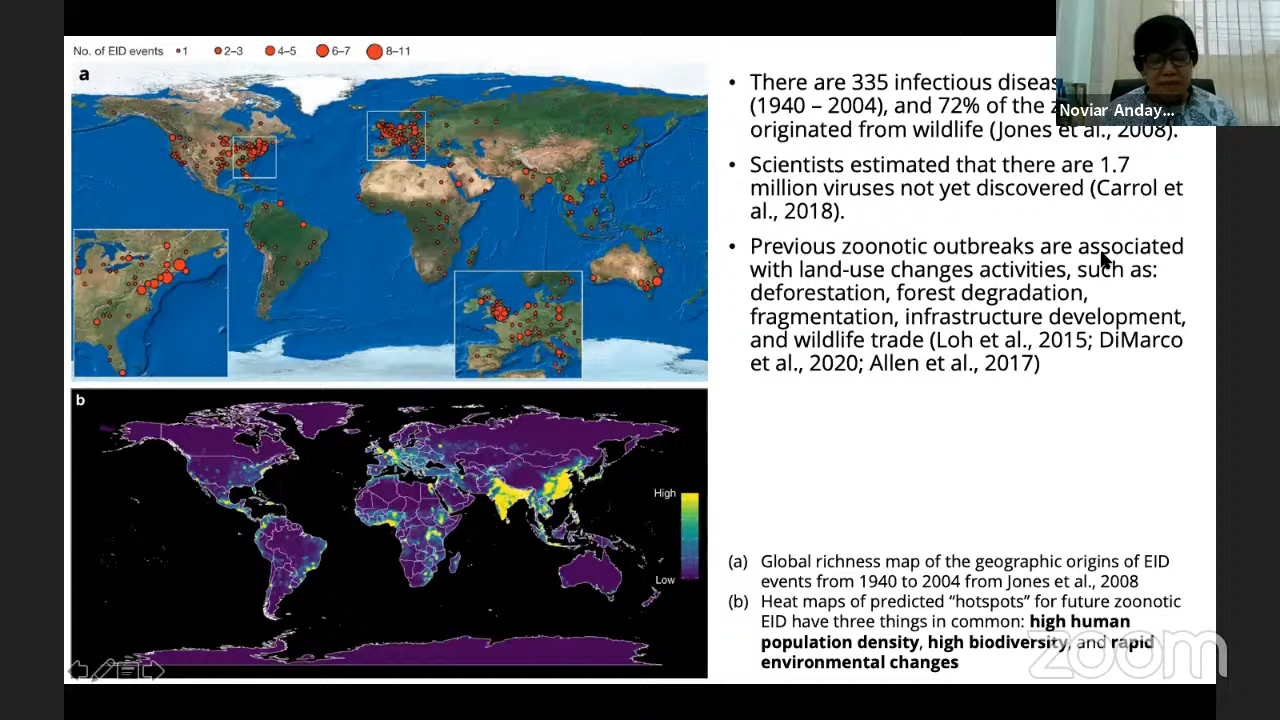 No. of EID events 1 2–3 4–5 6–7 8–11
a
b
High
Low
• There are 335 infectious
(1940 – 2004), and 72% of the
originated from wildlife (Jones et al., 2008).
• Scientists estimated that there are 1.7
million viruses not yet discovered (Carrol et
al., 2018).
• Previous zoonotic outbreaks are associated
with land-use changes activities, such as:
deforestation, forest degradation,
fragmentation, infrastructure development,
and wildlife trade (Loh et al., 2015; DiMarco
et al., 2020; Allen et al., 2017)
(a) Global richness map of the geographic origins of EID
events from 1940 to 2004 from Jones et al., 2008
(b) Heat maps of predicted “hotspots” for future zoonotic
EID have three things in common: high human
population density, high biodiversity, and rapid
environmental changes
Noviar Anday...
zoom